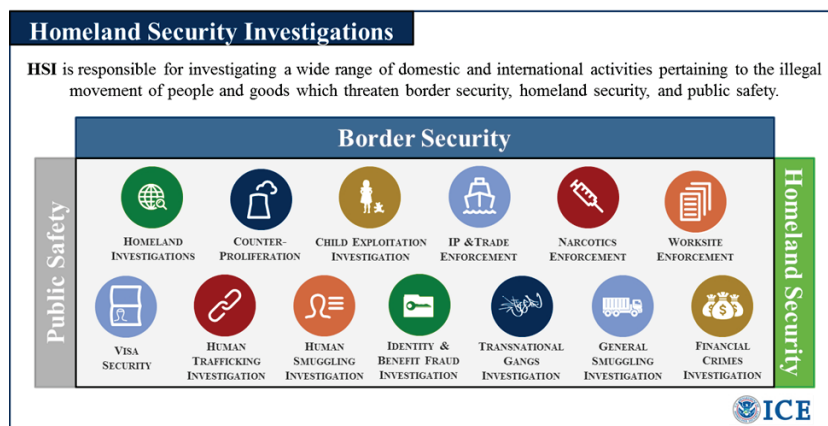 Homeland Security Investigations
HSI is responsible for investigating a wide range of domestic and international activities pertaining to the illegal
movement of people and goods which threaten border security, homeland security, and public safety.
Border Security
Public Safety
Homeland Security
HOMELAND
INVESTIGATIONS
COUNTER-
PROLIFERATION
CHILD EXPLOITATION
INVESTIGATION
IP &TRADE
ENFORCEMENT
NARCOTICS
ENFORCEMENT
WORKSITE
ENFORCEMENT
VISA
SECURITY
HUMAN
TRAFFICKING
INVESTIGATION
HUMAN
SMUGGLING
INVESTIGATION
IDENTITY &
BENEFIT FRAUD
INVESTIGATION
TRANSNATIONAL
GANGS
INVESTIGATION
GENERAL
SMUGGLING
INVESTIGATION
FINANCIAL
CRIMES
INVESTIGATION
ICE